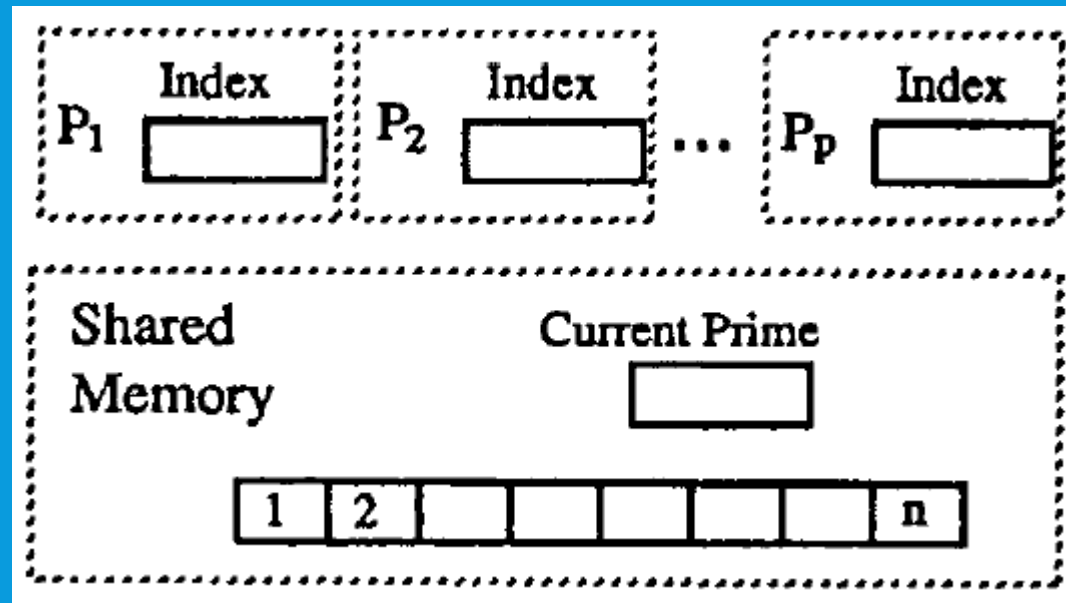 Index
P1
Index
P2
...
Index
Pp
Shared
Memory
Current Prime
1 2 n